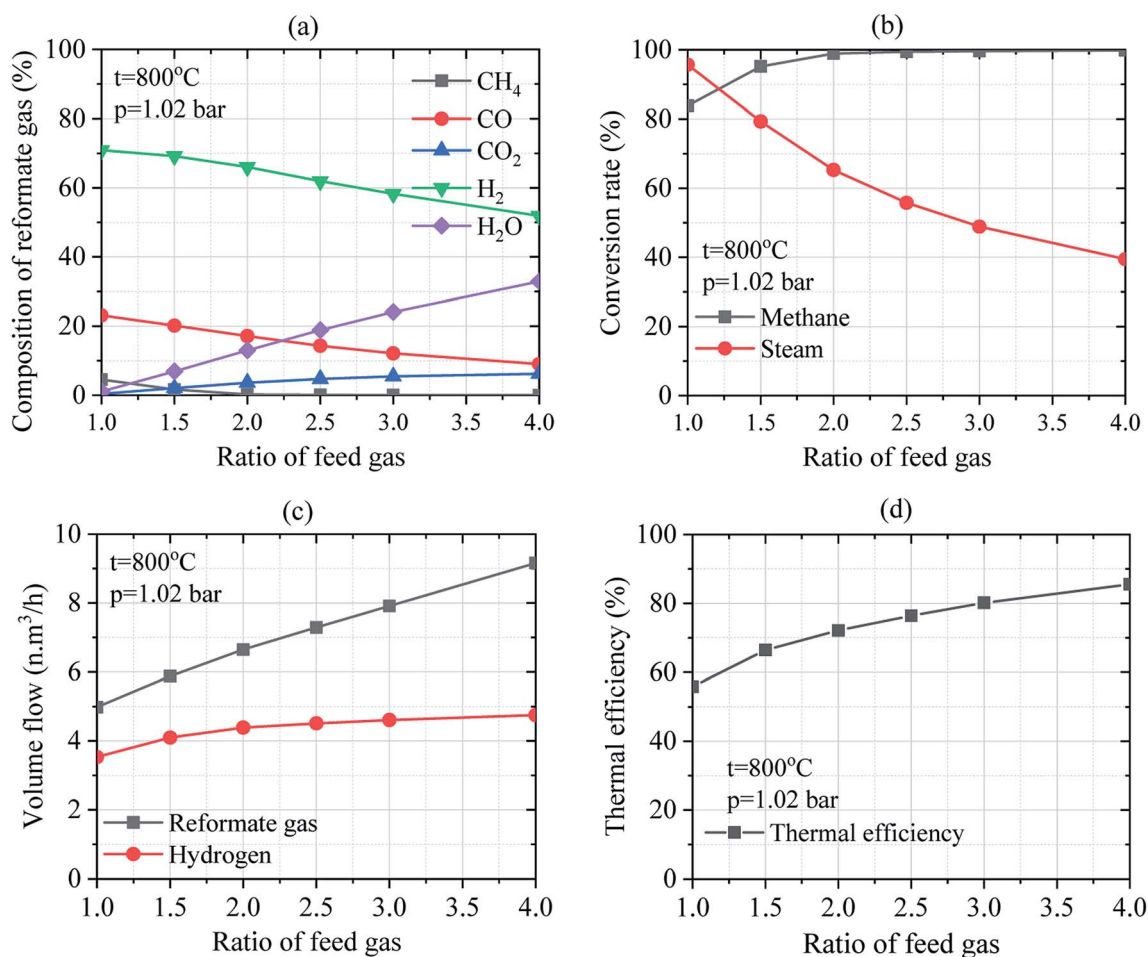 (a)
Composition of reformate gas (%)
100
80
60
40
20
0
t=800°C
p=1.02 bar
CH₄
CO
CO₂
H₂
H₂O
1.0 1.5 2.0 2.5 3.0 3.5 4.0
Ratio of feed gas
(b)
Conversion rate (%)
100
80
60
40
20
0
t=800°C
p=1.02 bar
Methane
Steam
1.0 1.5 2.0 2.5 3.0 3.5 4.0
Ratio of feed gas
(c)
Volume flow (n.m³/h)
10
8
6
4
2
0
t=800°C
p=1.02 bar
Reformate gas
Hydrogen
1.0 1.5 2.0 2.5 3.0 3.5 4.0
Ratio of feed gas
(d)
Thermal efficiency (%)
100
80
60
40
20
0
t=800°C
p=1.02 bar
Thermal efficiency
1.0 1.5 2.0 2.5 3.0 3.5 4.0
Ratio of feed gas